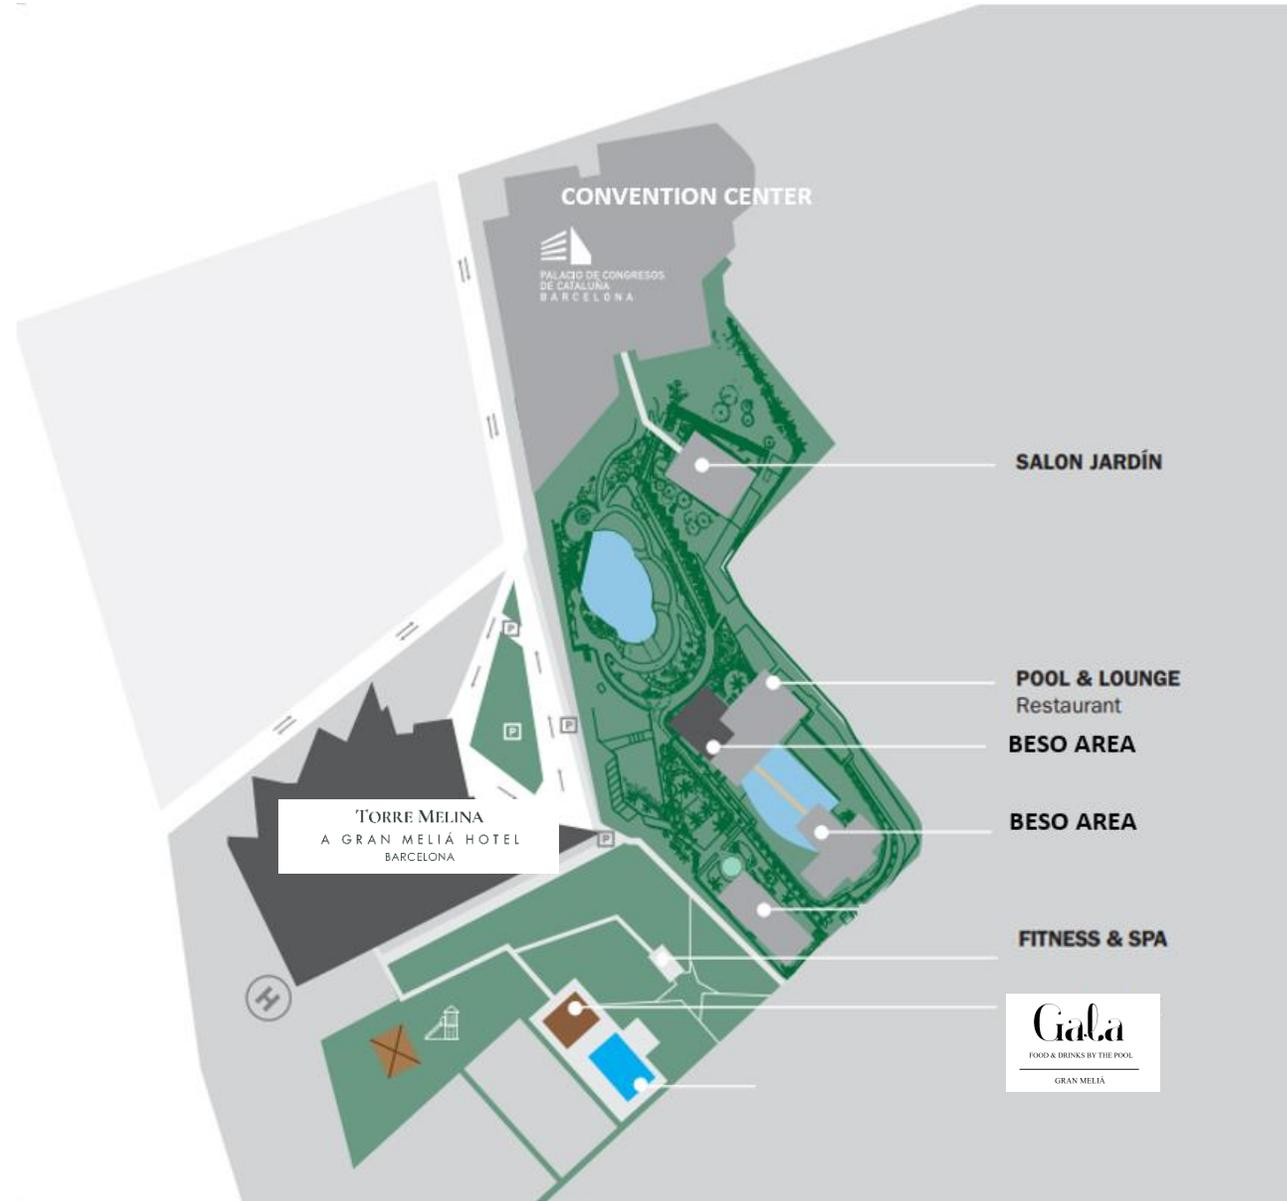 CONVENTION CENTER
PALACIO DE CONGRESOS
DE CATALUÑA
BARCELONA
SALON JARDÍN
P
POOL & LOUNGE
Restaurant
P
P
BESO AREA
TORRE MELINA
A GRAN MELIÁ HOTEL
BARCELONA
BESO AREA
P
FITNESS & SPA
H
Gala
FOOD & DRINKS BY THE POOL
GRAN MELIÁ